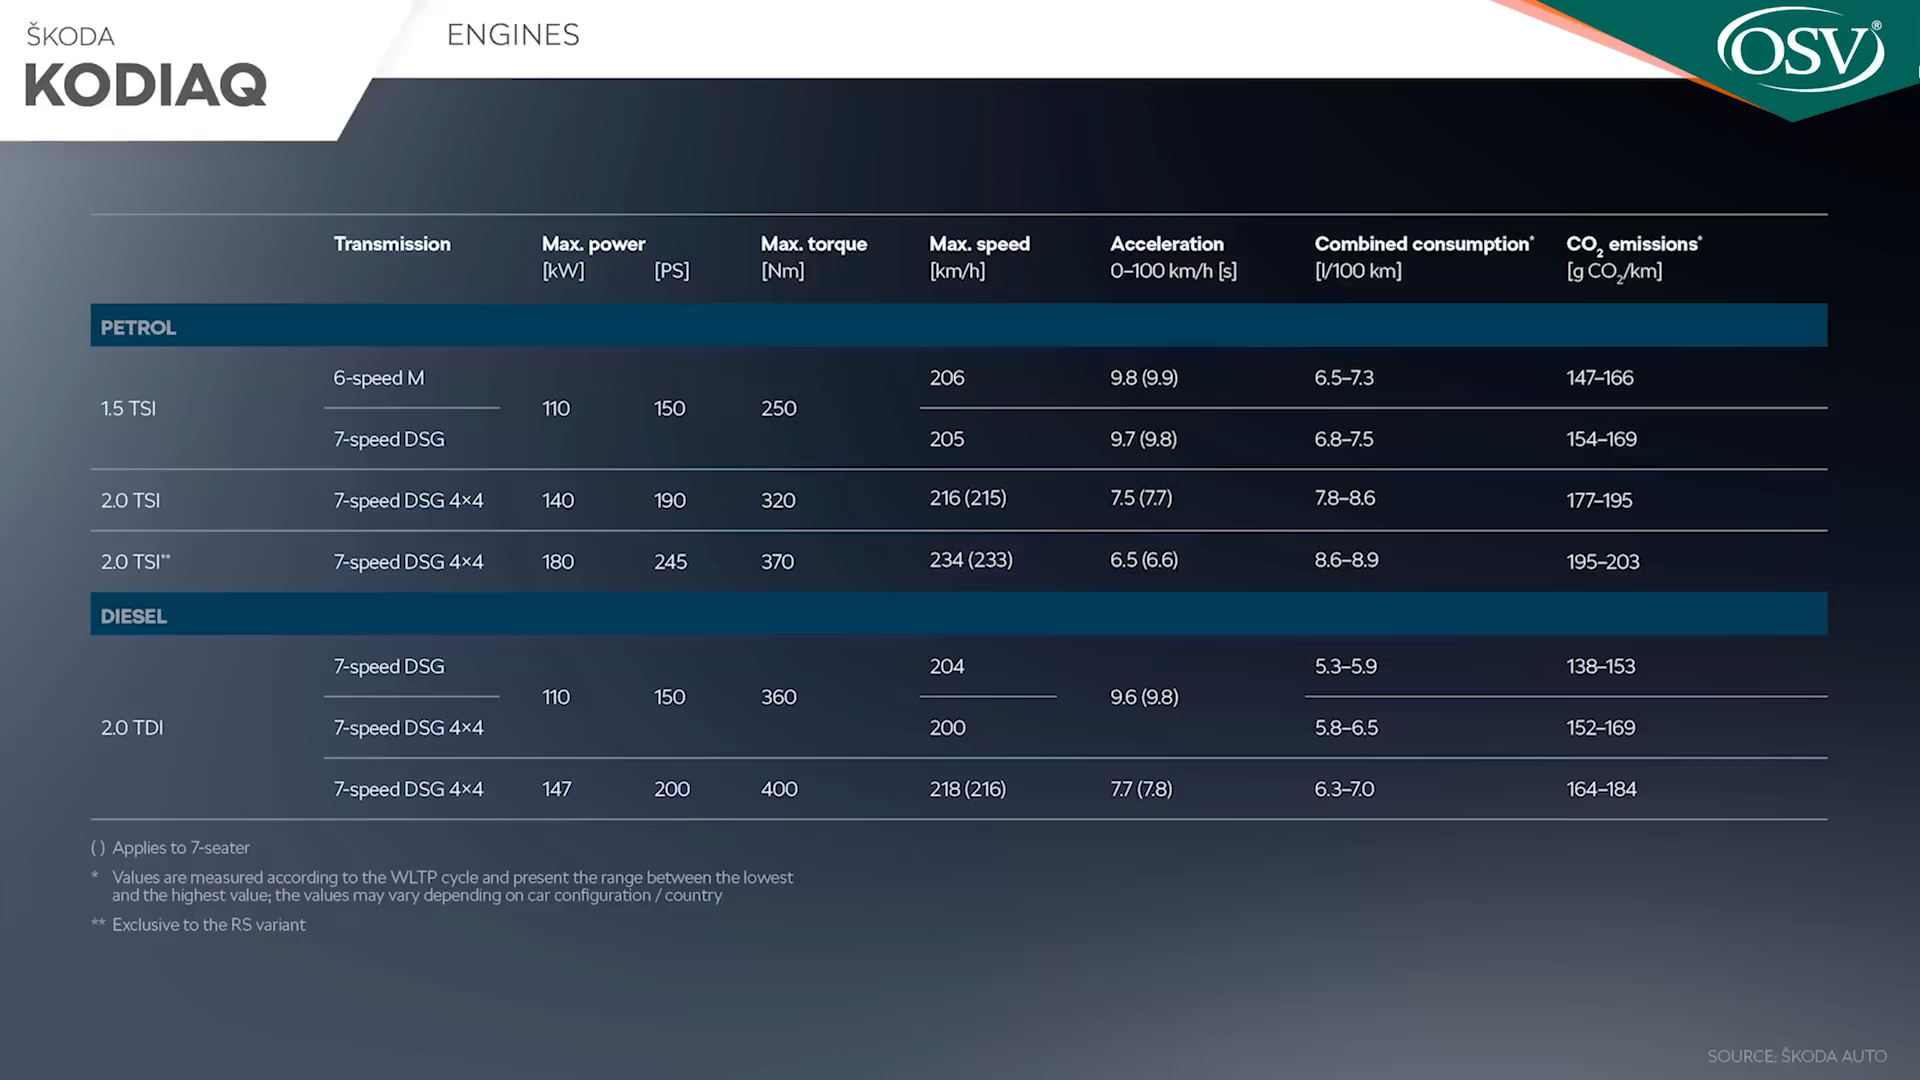 ŠKODA
KODIAQ
ENGINES
OSV®
Transmission Max. power Max. torque Max. speed Acceleration Combined consumption* CO₂ emissions*
[kW] [PS] [Nm] [km/h] 0–100 km/h [s] [l/100 km] [g CO₂/km]
PETROL
1.5 TSI 6-speed M 110 150 250 206 9.8 (9.9) 6.5–7.3 147–166
7-speed DSG 205 9.7 (9.8) 6.8–7.5 154–169
2.0 TSI 7-speed DSG 4×4 140 190 320 216 (215) 7.5 (7.7) 7.8–8.6 177–195
2.0 TSI** 7-speed DSG 4×4 180 245 370 234 (233) 6.5 (6.6) 8.6–8.9 195–203
DIESEL
7-speed DSG 110 150 360 204 9.6 (9.8) 5.3–5.9 138–153
2.0 TDI 7-speed DSG 4×4 200 5.8–6.5 152–169
7-speed DSG 4×4 147 200 400 218 (216) 7.7 (7.8) 6.3–7.0 164–184
( ) Applies to 7-seater
* Values are measured according to the WLTP cycle and present the range between the lowest
and the highest value; the values may vary depending on car configuration / country
** Exclusive to the RS variant
SOURCE: ŠKODA AUTO